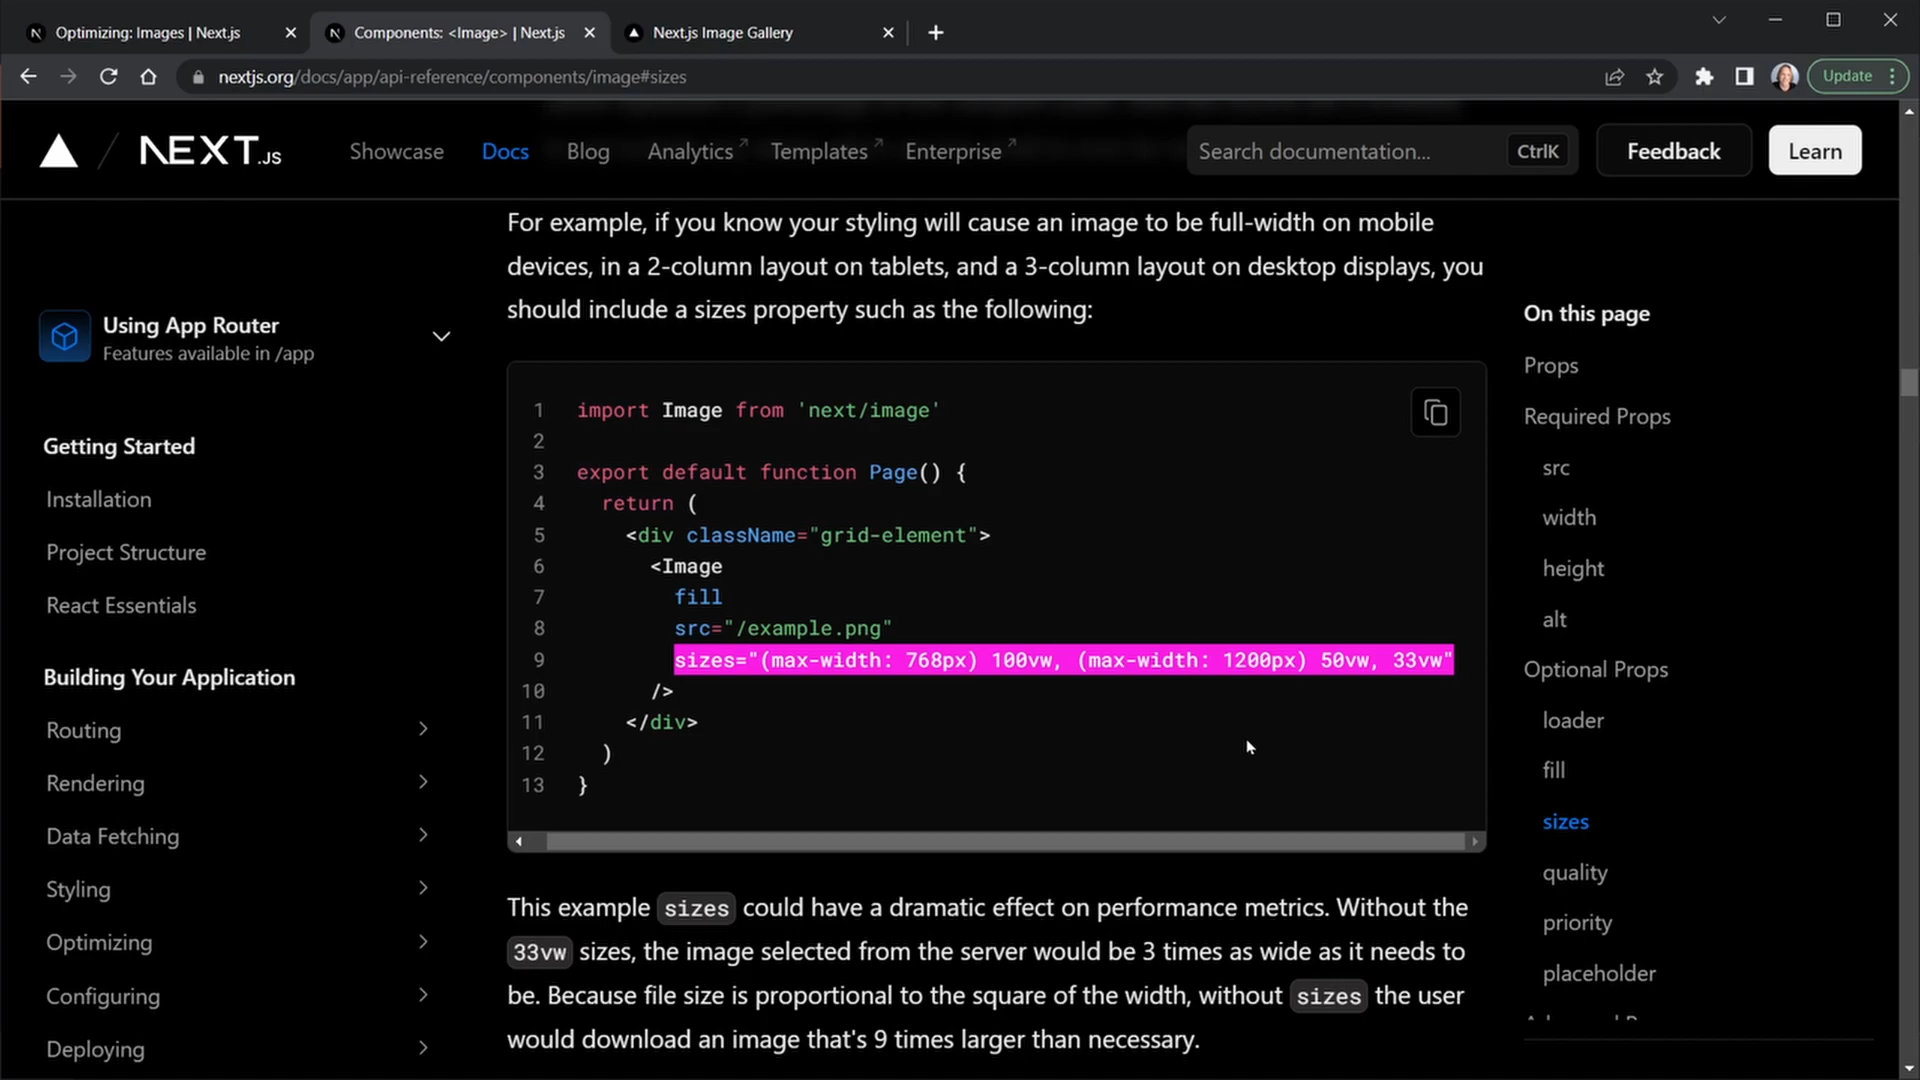 Optimizing: Images | Next.js
Components: <Image> | Next.js
Next.js Image Gallery
nextjs.org/docs/app/api-reference/components/image#sizes
Update
NEXT.JS
Showcase
Docs
Blog
Analytics
Templates
Enterprise
Search documentation...
CtrlK
Feedback
Learn
Using App Router
Features available in /app
Getting Started
Installation
Project Structure
React Essentials
Building Your Application
Routing
Rendering
Data Fetching
Styling
Optimizing
Configuring
Deploying
For example, if you know your styling will cause an image to be full-width on mobile
devices, in a 2-column layout on tablets, and a 3-column layout on desktop displays, you
should include a sizes property such as the following:
1 import Image from 'next/image'
2
3 export default function Page() {
4 return (
5 <div className="grid-element">
6 <Image
7 fill
8 src="/example.png"
9 sizes="(max-width: 768px) 100vw, (max-width: 1200px) 50vw, 33vw"
10 />
11 </div>
12 )
13 }
This example sizes could have a dramatic effect on performance metrics. Without the
33vw sizes, the image selected from the server would be 3 times as wide as it needs to
be. Because file size is proportional to the square of the width, without sizes the user
would download an image that's 9 times larger than necessary.
On this page
Props
Required Props
src
width
height
alt
Optional Props
loader
fill
sizes
quality
priority
placeholder